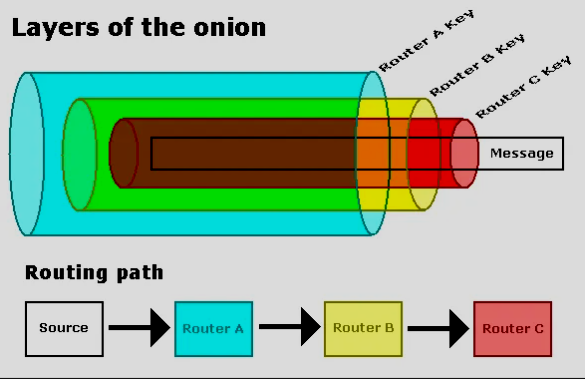 Layers of the onion
Router A Key
Router B Key
Router C Key
Message
Routing path
Source
Router A
Router B
Router C